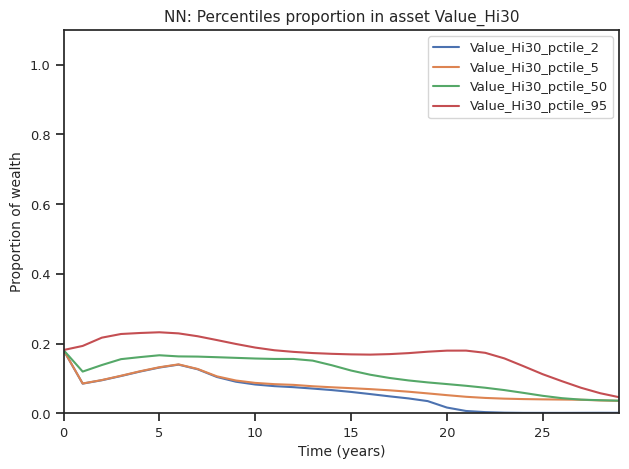 NN: Percentiles proportion in asset Value_Hi30
Value_Hi30_pctile_2
Value_Hi30_pctile_5
Value_Hi30_pctile_50
Value_Hi30_pctile_95
Proportion of wealth
1.0
0.8
0.6
0.4
0.2
0.0
0 5 10 15 20 25
Time (years)